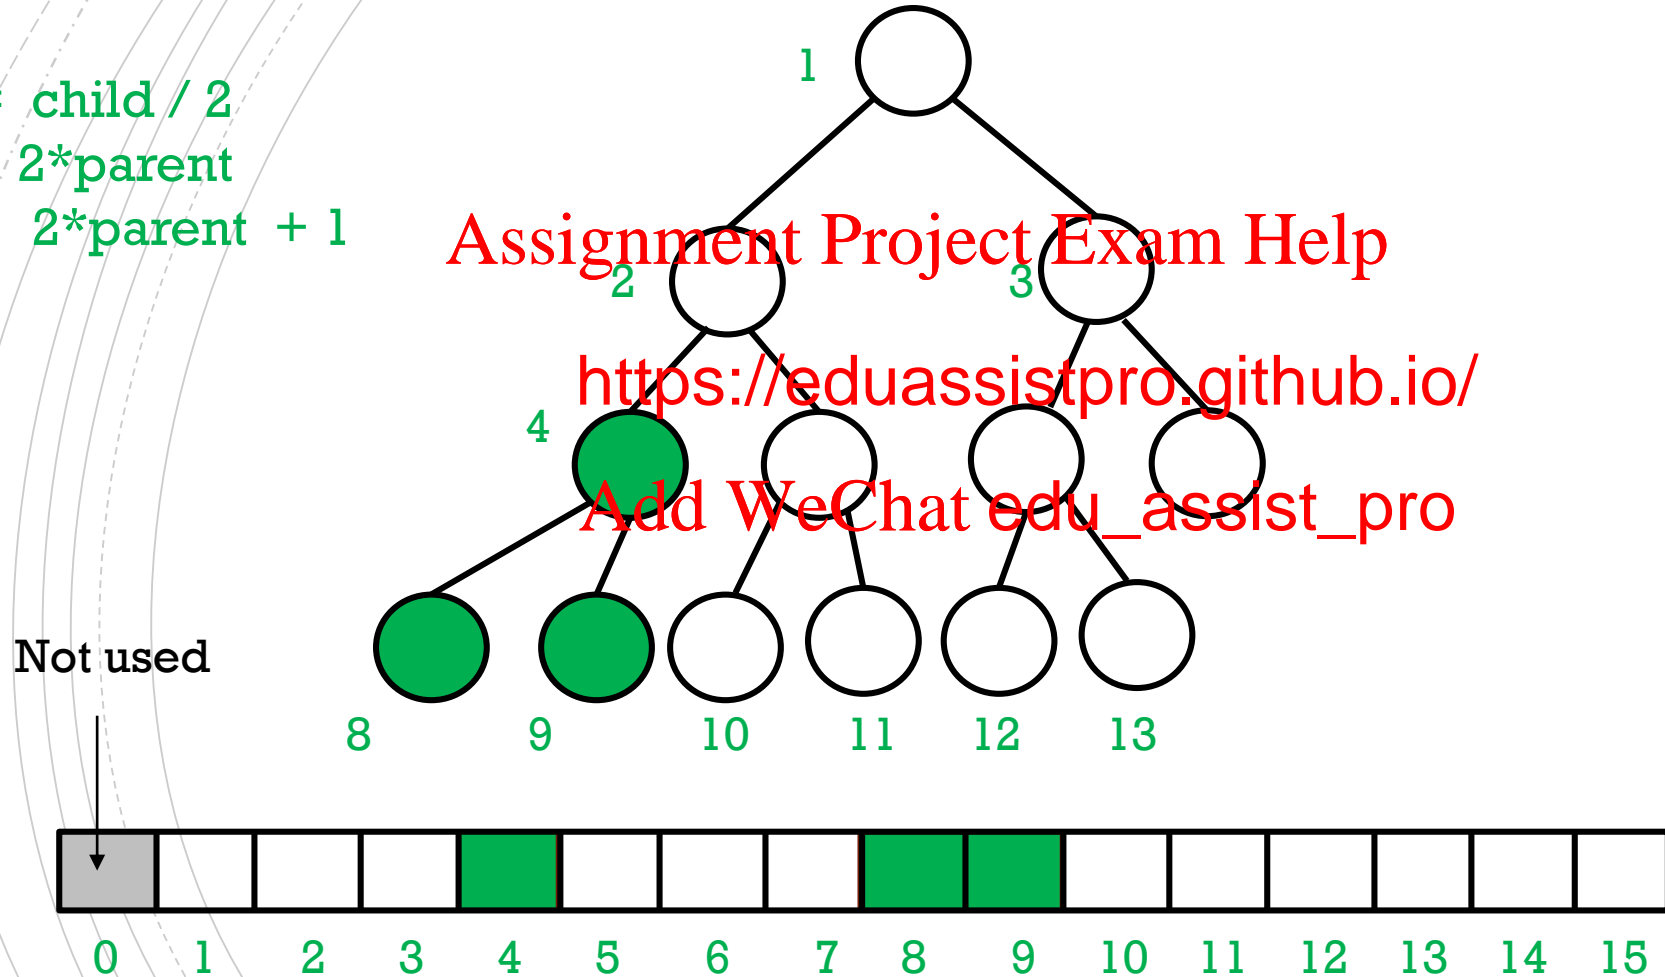 1
= child / 2
2*parent
2*parent + 1
Assignment Project Exam Help
2 3
https://eduassistpro.github.io/
4
Add WeChat edu_assist_pro
Not used
8 9 10 11 12 13
0 1 2 3 4 5 6 7 8 9 10 11 12 13 14 15